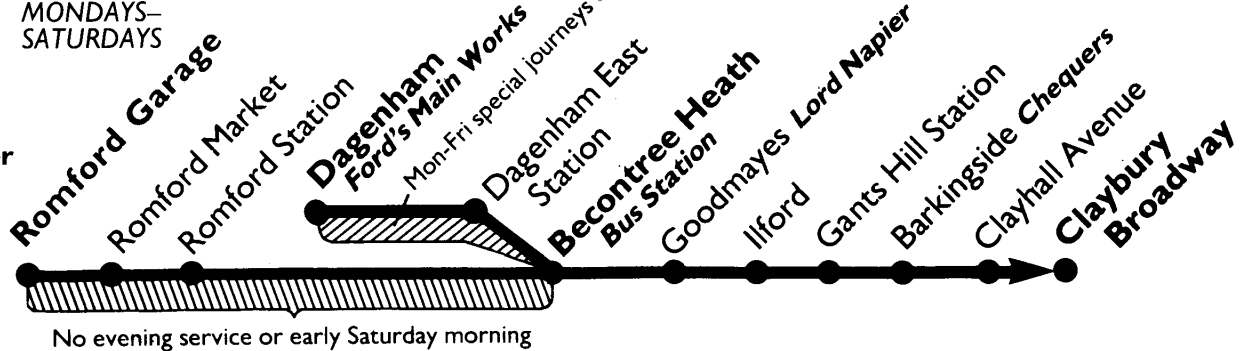 MONDAYS–
SATURDAYS
Romford Garage
Romford Market
Romford Station
Dagenham
Ford's Main Works
Mon-Fri special journeys
Dagenham East
Station
Becontree Heath
Bus Station
Goodmayes Lord Napier
Ilford
Gants Hill Station
Barkingside Chequers
Clayhall Avenue
Claybury
Broadway
No evening service or early Saturday morning